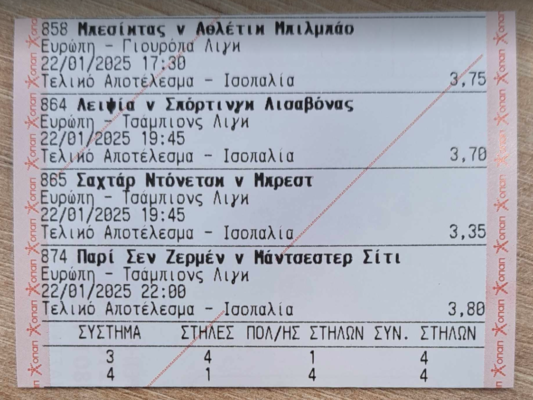 858 Μπεσίκτας v Αθλέτικ Μπιλμπάο
Ευρώπη - Γιουρόπα Λιγκ
22/01/2025 17:30
Τελικό Αποτέλεσμα - Ισοπαλία 3,75
864 Λειψία v Σπόρτινγκ Λισαβόνας
Ευρώπη - Τσάμπιονς Λιγκ
22/01/2025 19:45
Τελικό Αποτέλεσμα - Ισοπαλία 3,70
865 Σαχτάρ Ντόνετσκ v Μπρεστ
Ευρώπη - Τσάμπιονς Λιγκ
22/01/2025 19:45
Τελικό Αποτέλεσμα - Ισοπαλία 3,35
874 Παρί Σεν Ζερμέν v Μάντσεστερ Σίτι
Ευρώπη - Τσάμπιονς Λιγκ
22/01/2025 22:00
Τελικό Αποτέλεσμα - Ισοπαλία 3,80
ΣΥΣΤΗΜΑ ΣΤΗΛΕΣ ΠΟΛ/ΗΣ ΣΤΗΛΩΝ ΣΥΝ. ΣΤΗΛΩΝ
3 4 1 4
4 1 4 4
οπαπ